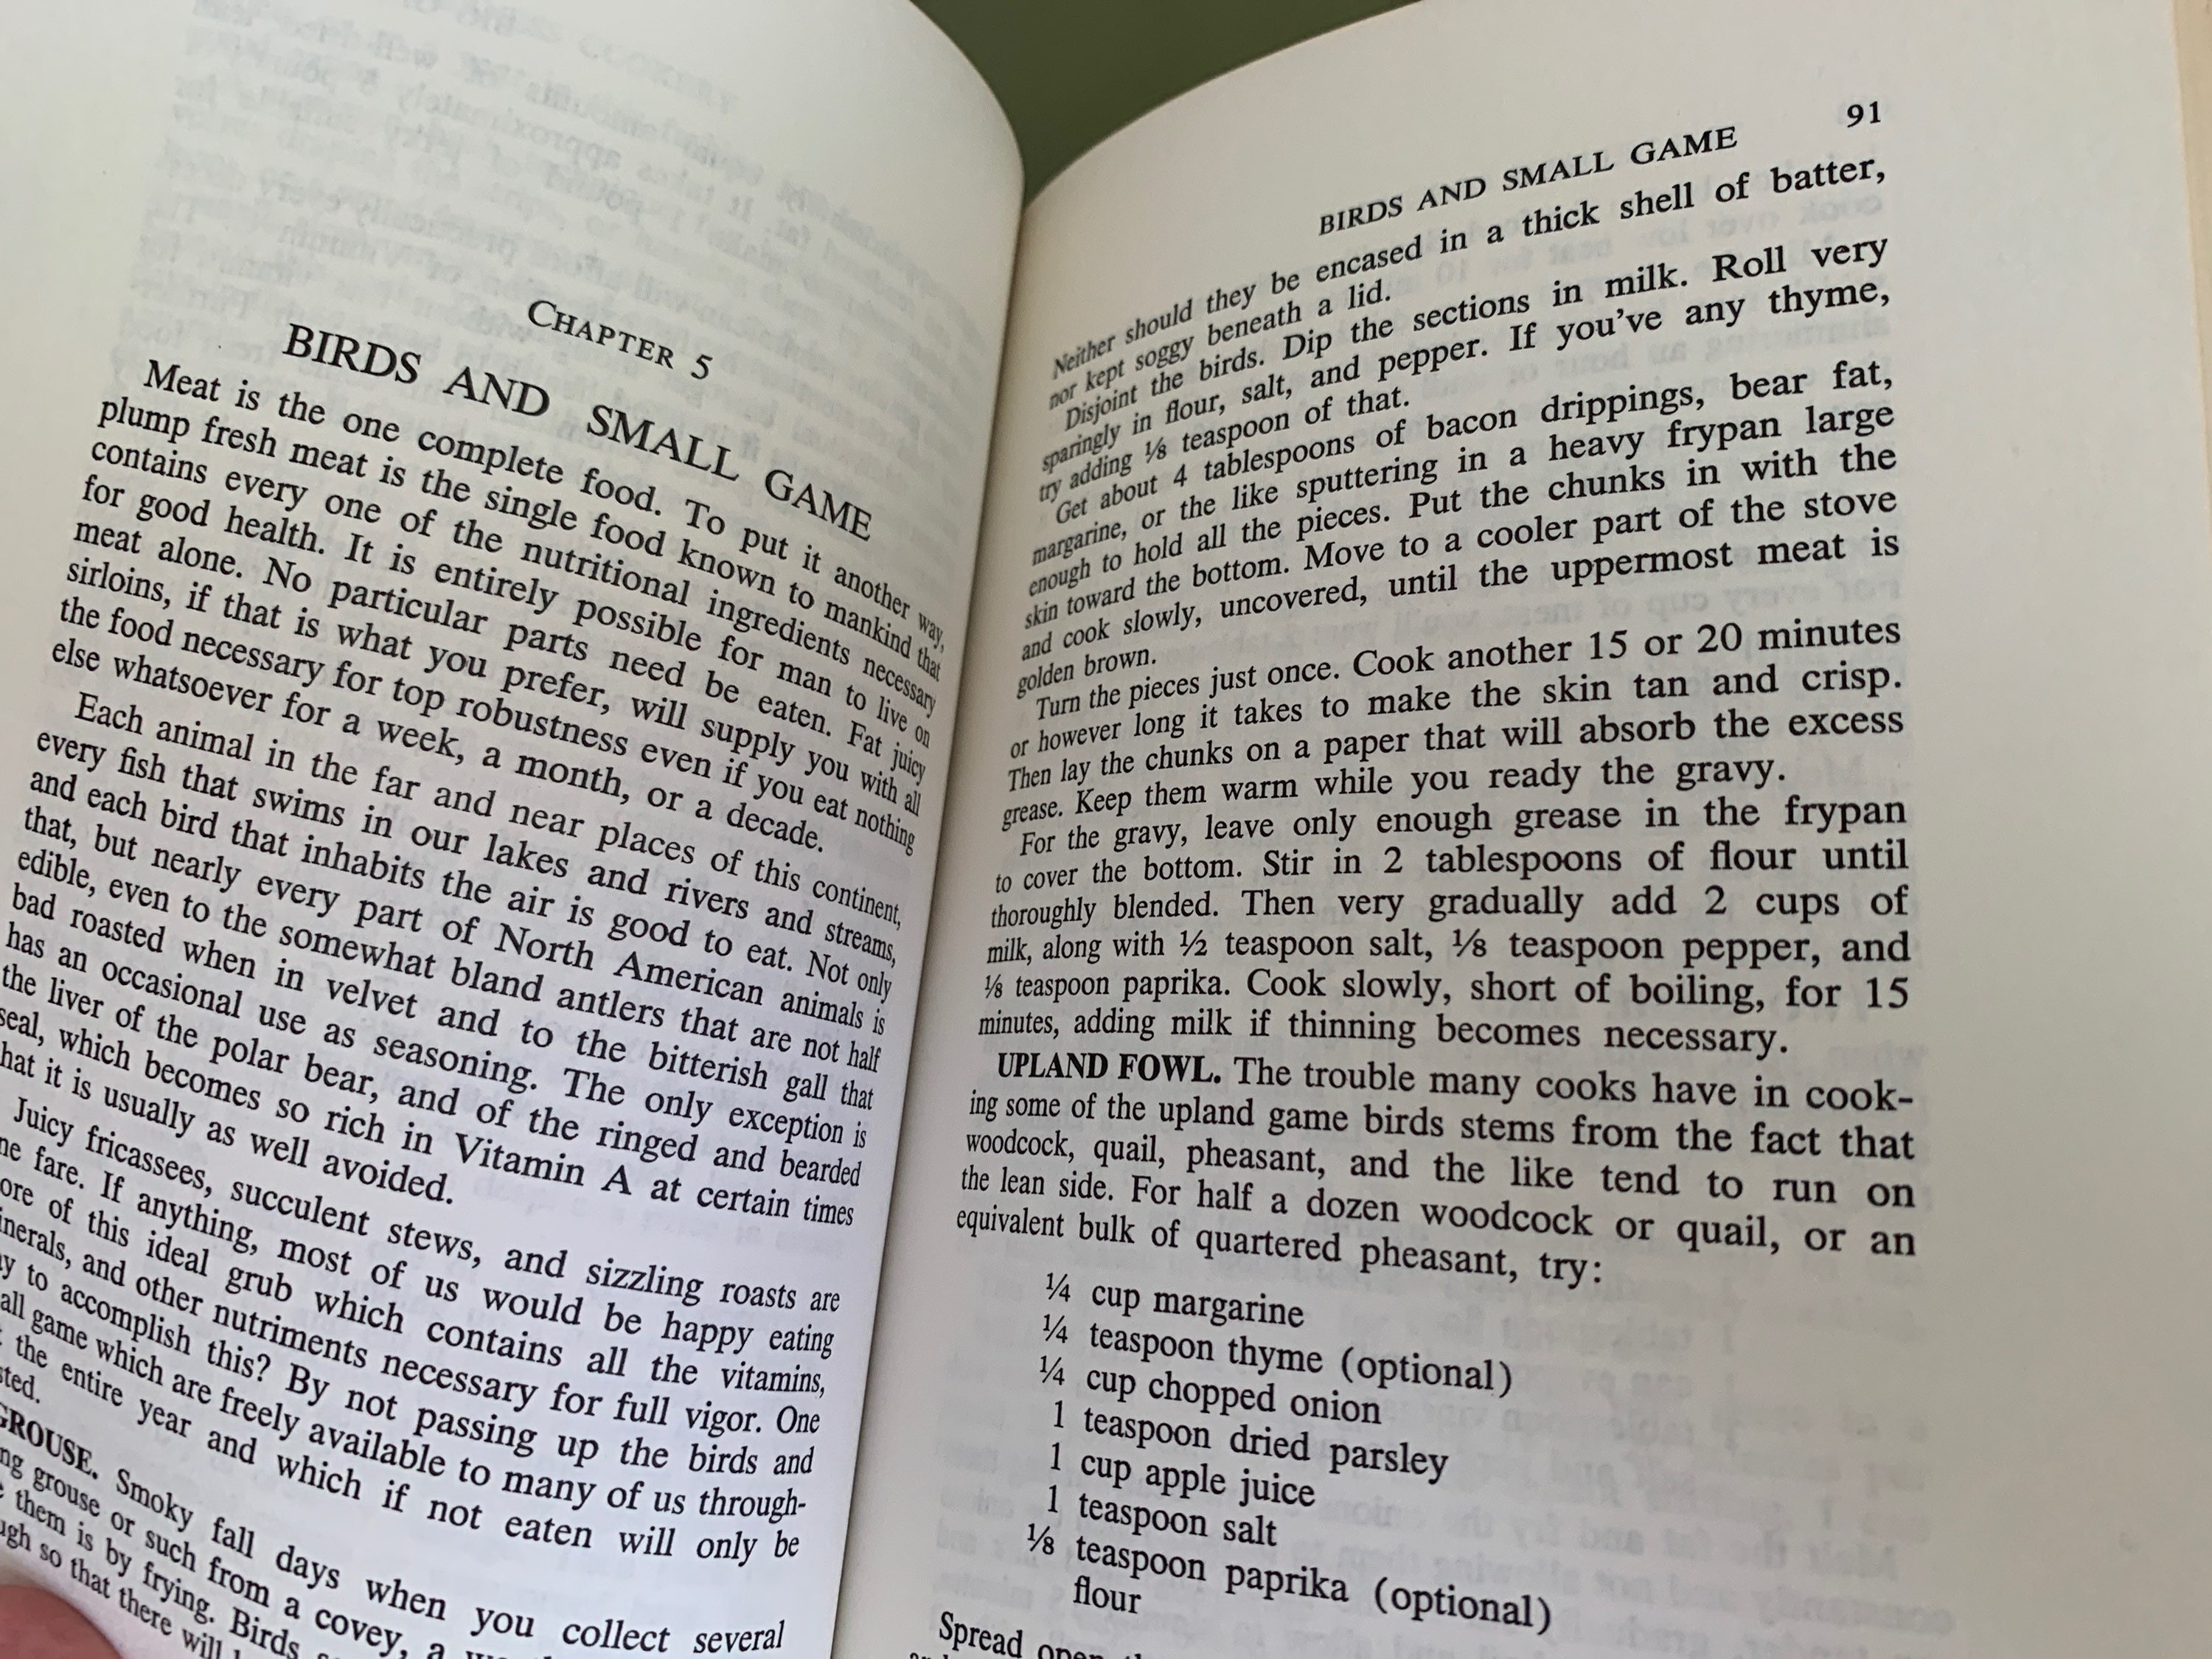 CHAPTER 5
BIRDS AND SMALL GAME
Meat is the one complete food. To put it another way,
plump fresh meat is the single food known to mankind that
contains every one of the nutritional ingredients necessary
for good health. It is entirely possible for man to live on
meat alone. No particular parts need be eaten. Fat juicy
sirloins, if that is what you prefer, will supply you with all
the food necessary for top robustness even if you eat nothing
else whatsoever for a week, a month, or a decade.
Each animal in the far and near places of this continent,
every fish that swims in our lakes and rivers and streams,
and each bird that inhabits the air is good to eat. Not only
that, but nearly every part of North American animals is
edible, even to the somewhat bland antlers that are not half
bad roasted when in velvet and to the bitterish gall that
has an occasional use as seasoning. The only exception is
the liver of the polar bear, and of the ringed and bearded
seal, which becomes so rich in Vitamin A at certain times
hat it is usually as well avoided.
Juicy fricassees, succulent stews, and sizzling roasts are
ne fare. If anything, most of us would be happy eating
ore of this ideal grub which contains all the vitamins,
inerals, and other nutriments necessary for full vigor. One
y to accomplish this? By not passing up the birds and
all game which are freely available to many of us through-
the entire year and which if not eaten will only be
sted.
GROUSE. Smoky fall days when you collect several
ng grouse or such from a covey, a
them is by frying. Birds
ugh so that there will
BIRDS AND SMALL GAME 91
Neither should they be encased in a thick shell of batter,
nor kept soggy beneath a lid.
Disjoint the birds. Dip the sections in milk. Roll very
sparingly in flour, salt, and pepper. If you've any thyme,
try adding ⅛ teaspoon of that.
Get about 4 tablespoons of bacon drippings, bear fat,
margarine, or the like sputtering in a heavy frypan large
enough to hold all the pieces. Put the chunks in with the
skin toward the bottom. Move to a cooler part of the stove
and cook slowly, uncovered, until the uppermost meat is
golden brown.
Turn the pieces just once. Cook another 15 or 20 minutes
or however long it takes to make the skin tan and crisp.
Then lay the chunks on a paper that will absorb the excess
grease. Keep them warm while you ready the gravy.
For the gravy, leave only enough grease in the frypan
to cover the bottom. Stir in 2 tablespoons of flour until
thoroughly blended. Then very gradually add 2 cups of
milk, along with ½ teaspoon salt, ⅛ teaspoon pepper, and
⅛ teaspoon paprika. Cook slowly, short of boiling, for 15
minutes, adding milk if thinning becomes necessary.
UPLAND FOWL. The trouble many cooks have in cook-
ing some of the upland game birds stems from the fact that
woodcock, quail, pheasant, and the like tend to run on
the lean side. For half a dozen woodcock or quail, or an
equivalent bulk of quartered pheasant, try:
¼ cup margarine
¼ teaspoon thyme (optional)
¼ cup chopped onion
1 teaspoon dried parsley
1 cup apple juice
1 teaspoon salt
⅛ teaspoon paprika (optional)
flour
Spread open